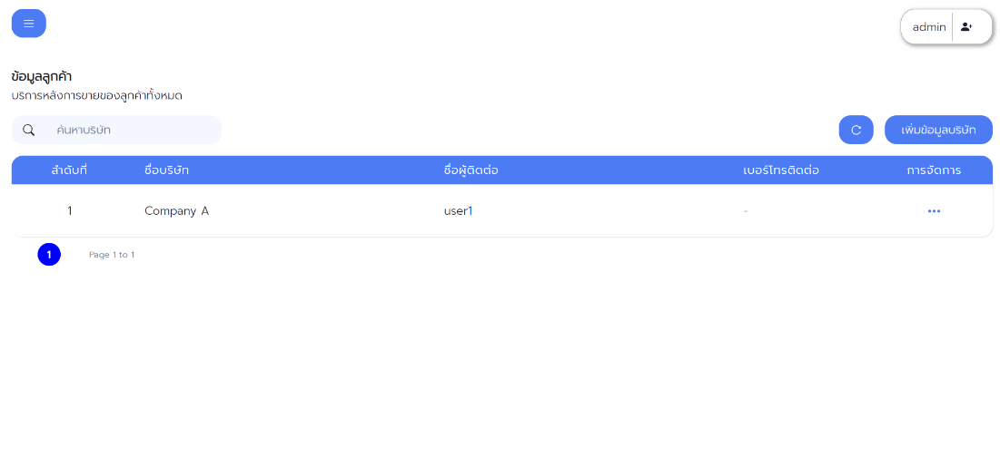 admin
ข้อมูลลูกค้า
บริการหลังการขายของลูกค้าทั้งหมด
ค้นหาบริษัท
เพิ่มข้อมูลบริษัท
ลำดับที่ ชื่อบริษัท ชื่อผู้ติดต่อ เบอร์โทรติดต่อ การจัดการ
1 Company A user1 -
1 Page 1 to 1